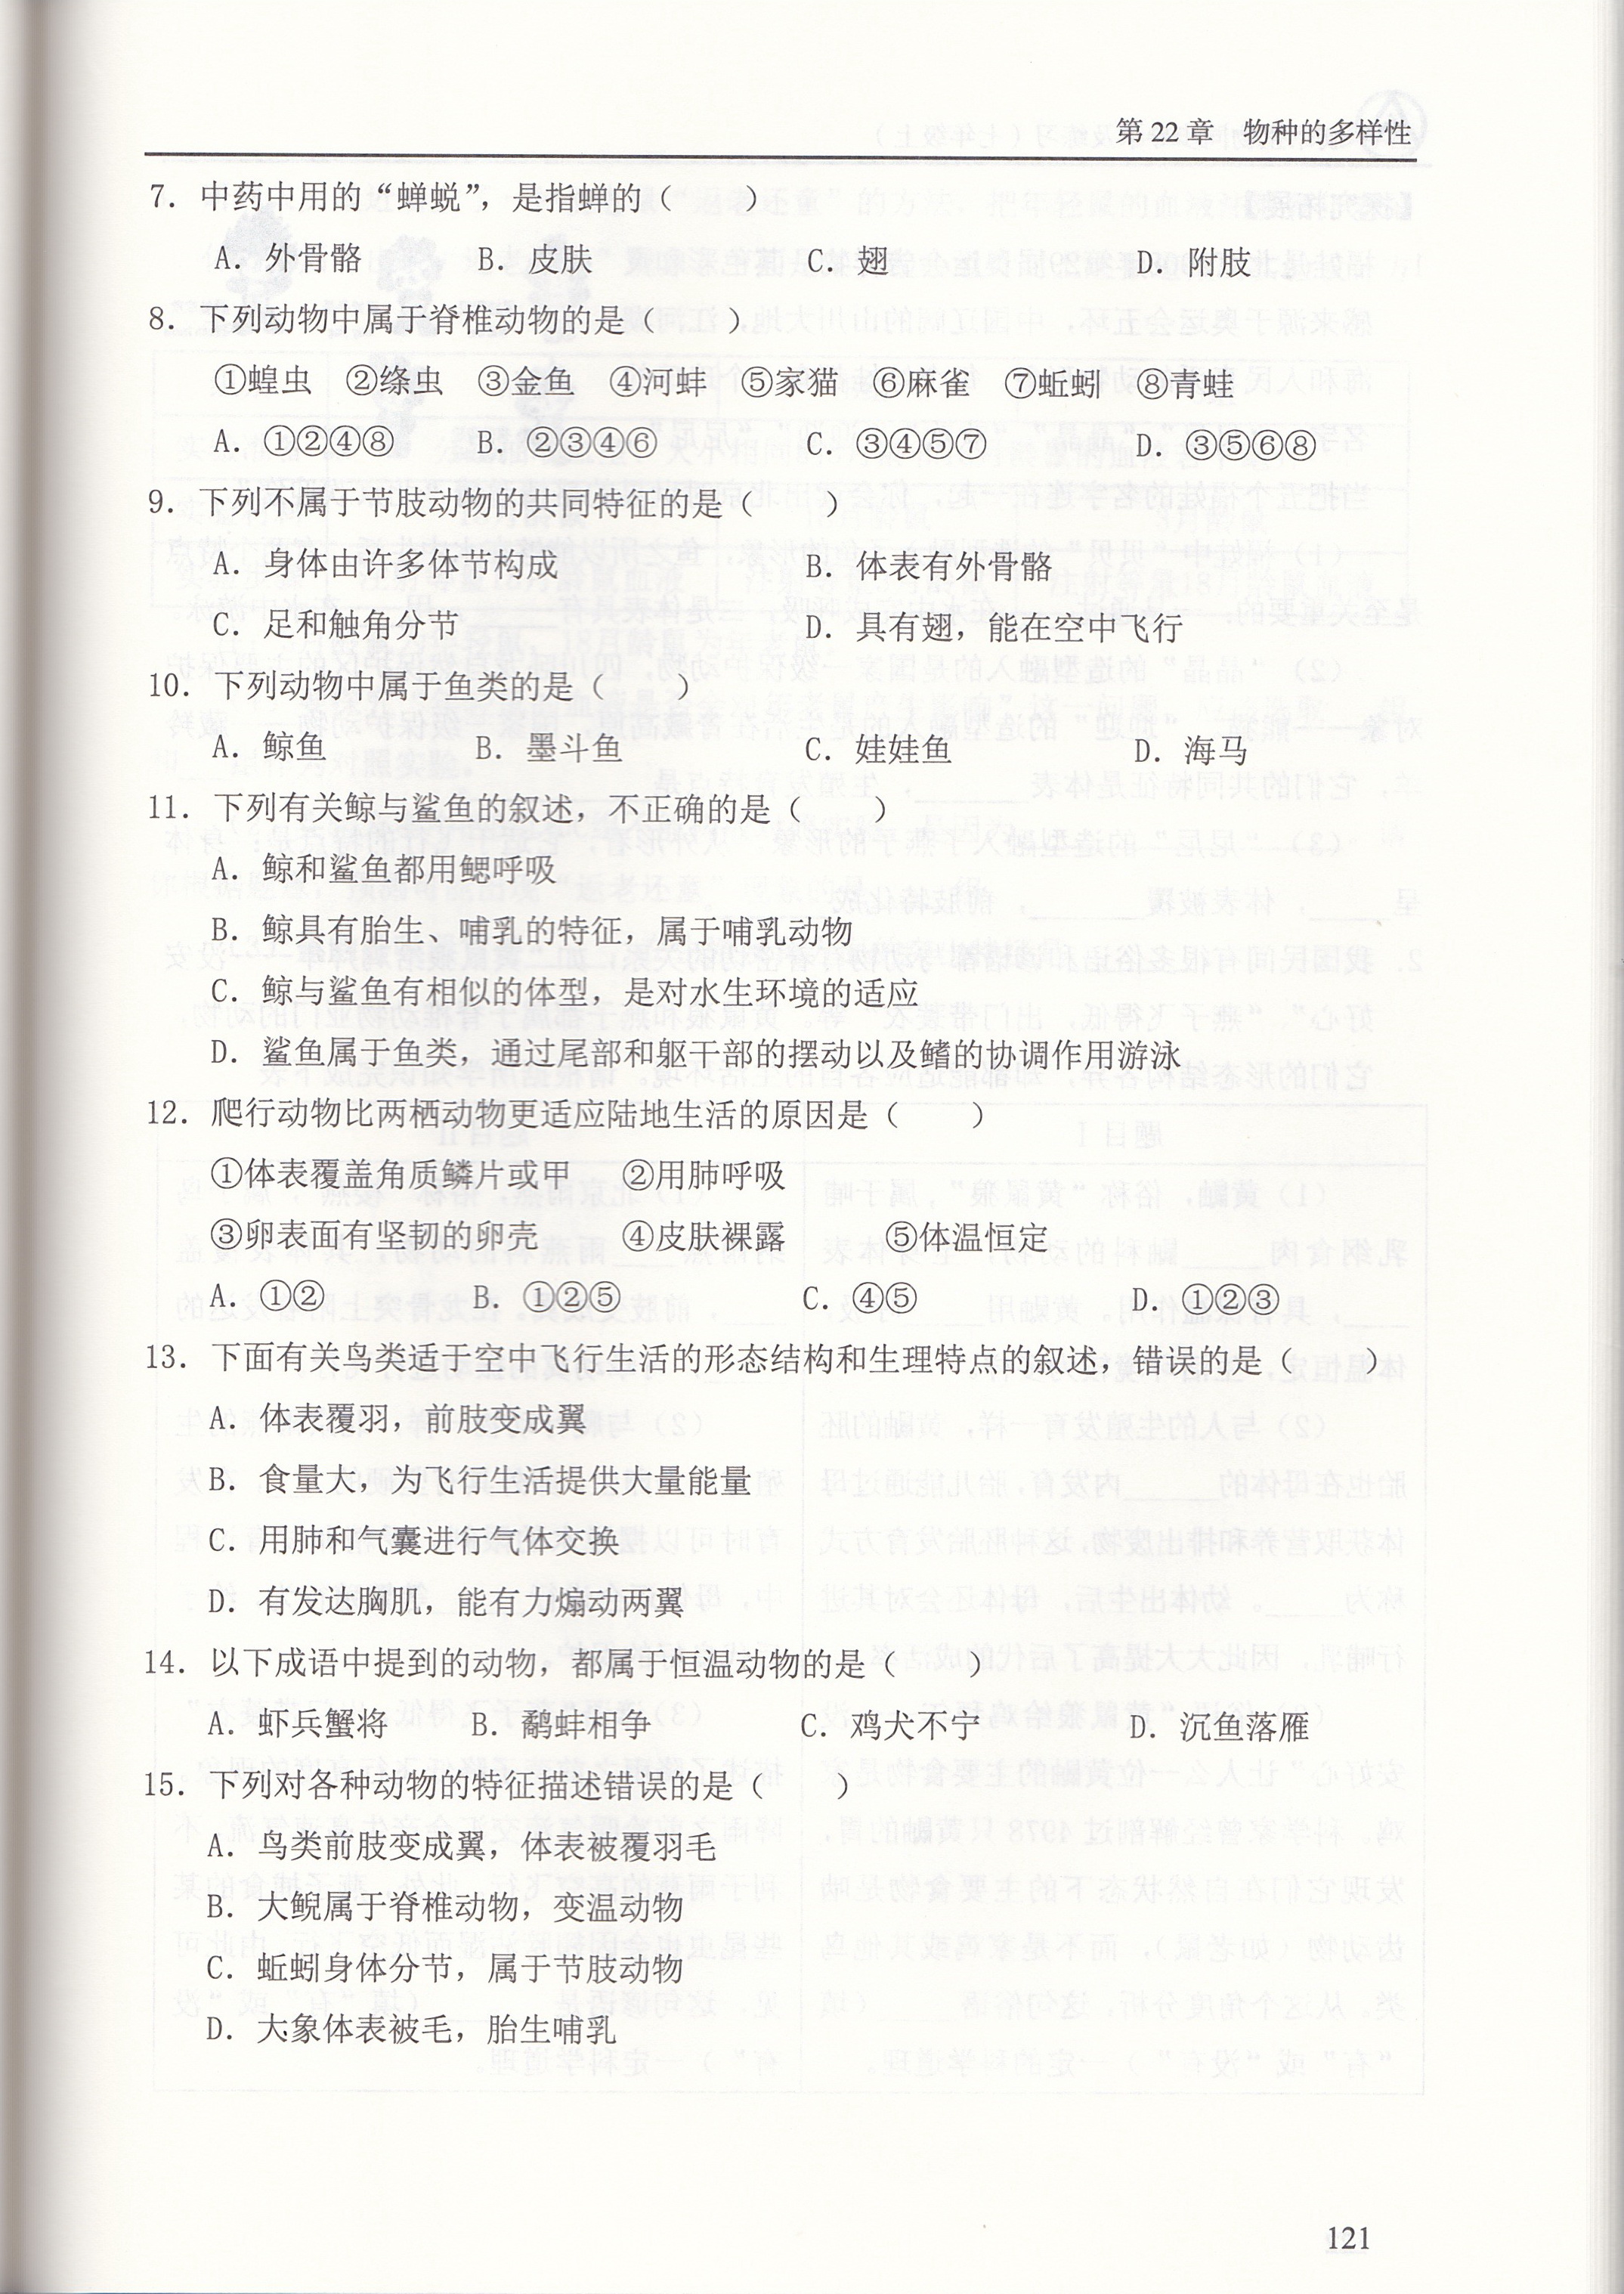 第 22 章　物种的多样性
7．中药中用的“蝉蜕”，是指蝉的（　　）
A．外骨骼　B．皮肤　C．翅　D．附肢
8．下列动物中属于脊椎动物的是（　　）
①蝗虫　②绦虫　③金鱼　④河蚌　⑤家猫　⑥麻雀　⑦蚯蚓　⑧青蛙
A．①②④⑧　B．②③④⑥　C．③④⑤⑦　D．③⑤⑥⑧
9．下列不属于节肢动物的共同特征的是（　　）
A．身体由许多体节构成　B．体表有外骨骼
C．足和触角分节　D．具有翅，能在空中飞行
10．下列动物中属于鱼类的是（　　）
A．鲸鱼　B．墨斗鱼　C．娃娃鱼　D．海马
11．下列有关鲸与鲨鱼的叙述，不正确的是（　　）
A．鲸和鲨鱼都用鳃呼吸
B．鲸具有胎生、哺乳的特征，属于哺乳动物
C．鲸与鲨鱼有相似的体型，是对水生环境的适应
D．鲨鱼属于鱼类，通过尾部和躯干部的摆动以及鳍的协调作用游泳
12．爬行动物比两栖动物更适应陆地生活的原因是（　　）
①体表覆盖角质鳞片或甲　②用肺呼吸
③卵表面有坚韧的卵壳　④皮肤裸露　⑤体温恒定
A．①②　B．①②⑤　C．④⑤　D．①②③
13．下面有关鸟类适于空中飞行生活的形态结构和生理特点的叙述，错误的是（　　）
A．体表覆羽，前肢变成翼
B．食量大，为飞行生活提供大量能量
C．用肺和气囊进行气体交换
D．有发达胸肌，能有力煽动两翼
14．以下成语中提到的动物，都属于恒温动物的是（　　）
A．虾兵蟹将　B．鹬蚌相争　C．鸡犬不宁　D．沉鱼落雁
15．下列对各种动物的特征描述错误的是（　　）
A．鸟类前肢变成翼，体表被覆羽毛
B．大鲵属于脊椎动物，变温动物
C．蚯蚓身体分节，属于节肢动物
D．大象体表被毛，胎生哺乳
121